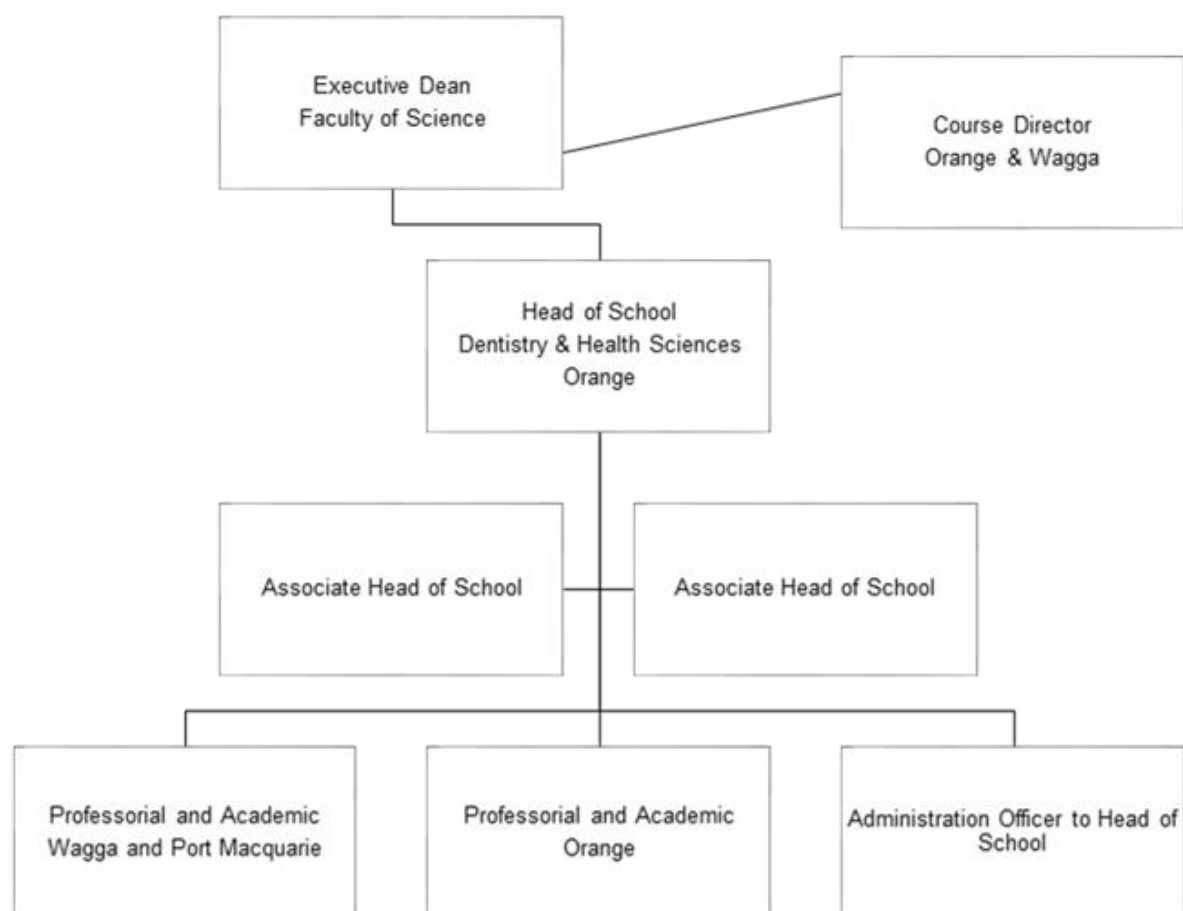 Executive Dean
Faculty of Science
Course Director
Orange & Wagga
Head of School
Dentistry & Health Sciences
Orange
Associate Head of School
Associate Head of School
Professorial and Academic
Wagga and Port Macquarie
Professorial and Academic
Orange
Administration Officer to Head of
School